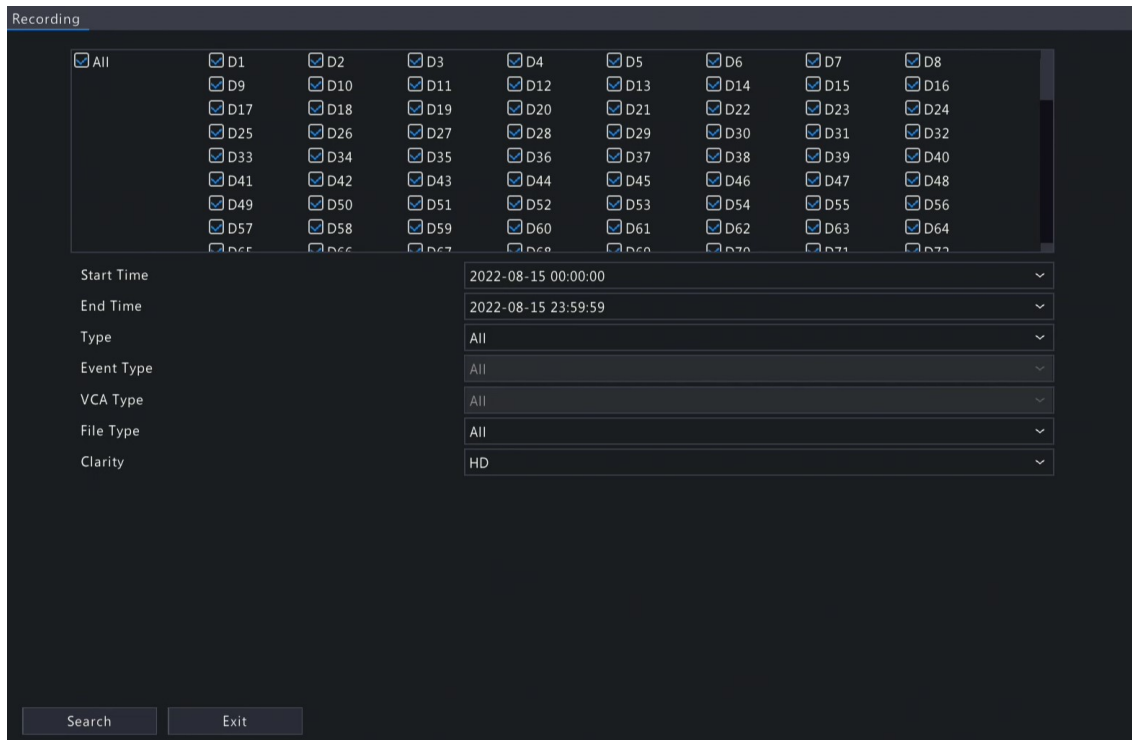 Recording
All D1 D2 D3 D4 D5 D6 D7 D8
D9 D10 D11 D12 D13 D14 D15 D16
D17 D18 D19 D20 D21 D22 D23 D24
D25 D26 D27 D28 D29 D30 D31 D32
D33 D34 D35 D36 D37 D38 D39 D40
D41 D42 D43 D44 D45 D46 D47 D48
D49 D50 D51 D52 D53 D54 D55 D56
D57 D58 D59 D60 D61 D62 D63 D64
Start Time 2022-08-15 00:00:00
End Time 2022-08-15 23:59:59
Type All
Event Type All
VCA Type All
File Type All
Clarity HD
Search Exit